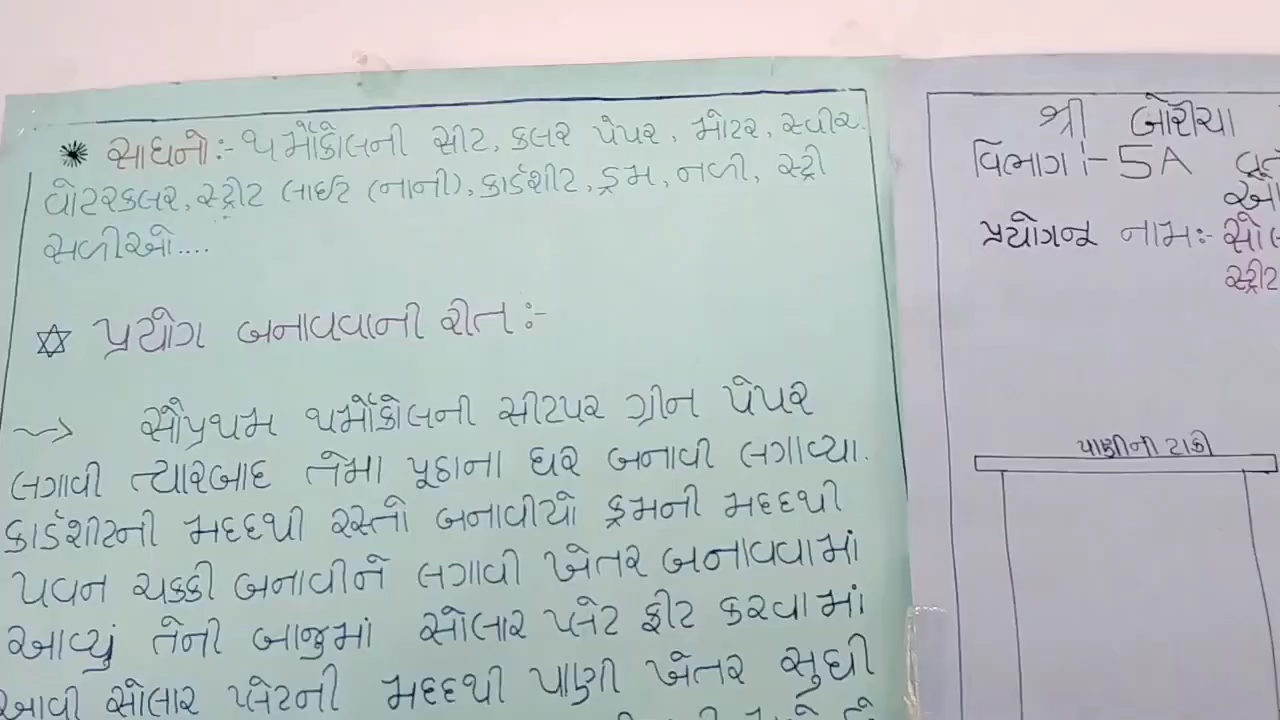 * સાધનો:- થર્મોકોલની સીટ, કલર પેપર, મોટર, સ્વીચ
વોટરકલર, સ્ટ્રીટ લાઈટ (નાની), કાર્ડશીટ, ડ્રમ, નળી, સ્ટ્રી
સળીઓ....
✡ પ્રયોગ બનાવવાની રીત:-
~> સૌપ્રથમ થર્મોકોલની સીટપર ગ્રીન પેપર
લગાવી ત્યારબાદ તેમા પૂઠાના ઘર બનાવી લગાવ્યા.
કાર્ડશીટની મદદથી રસ્તો બનાવીયો ડ્રમની મદદથી
પવન ચક્કી બનાવીને લગાવી ખેતર બનાવવામાં
આવ્યું તેની બાજુમાં સોલાર પ્લેટ ફીટ કરવામાં
આવી સોલાર પ્લેટની મદદથી પાણી ખેતર સુધી
શ્રી બોરીચા
વિભાગ:- 5A
પ્રયોગનૂ નામ:- સોલ
સ્ટ્રીટ
પાણીની ટાકી